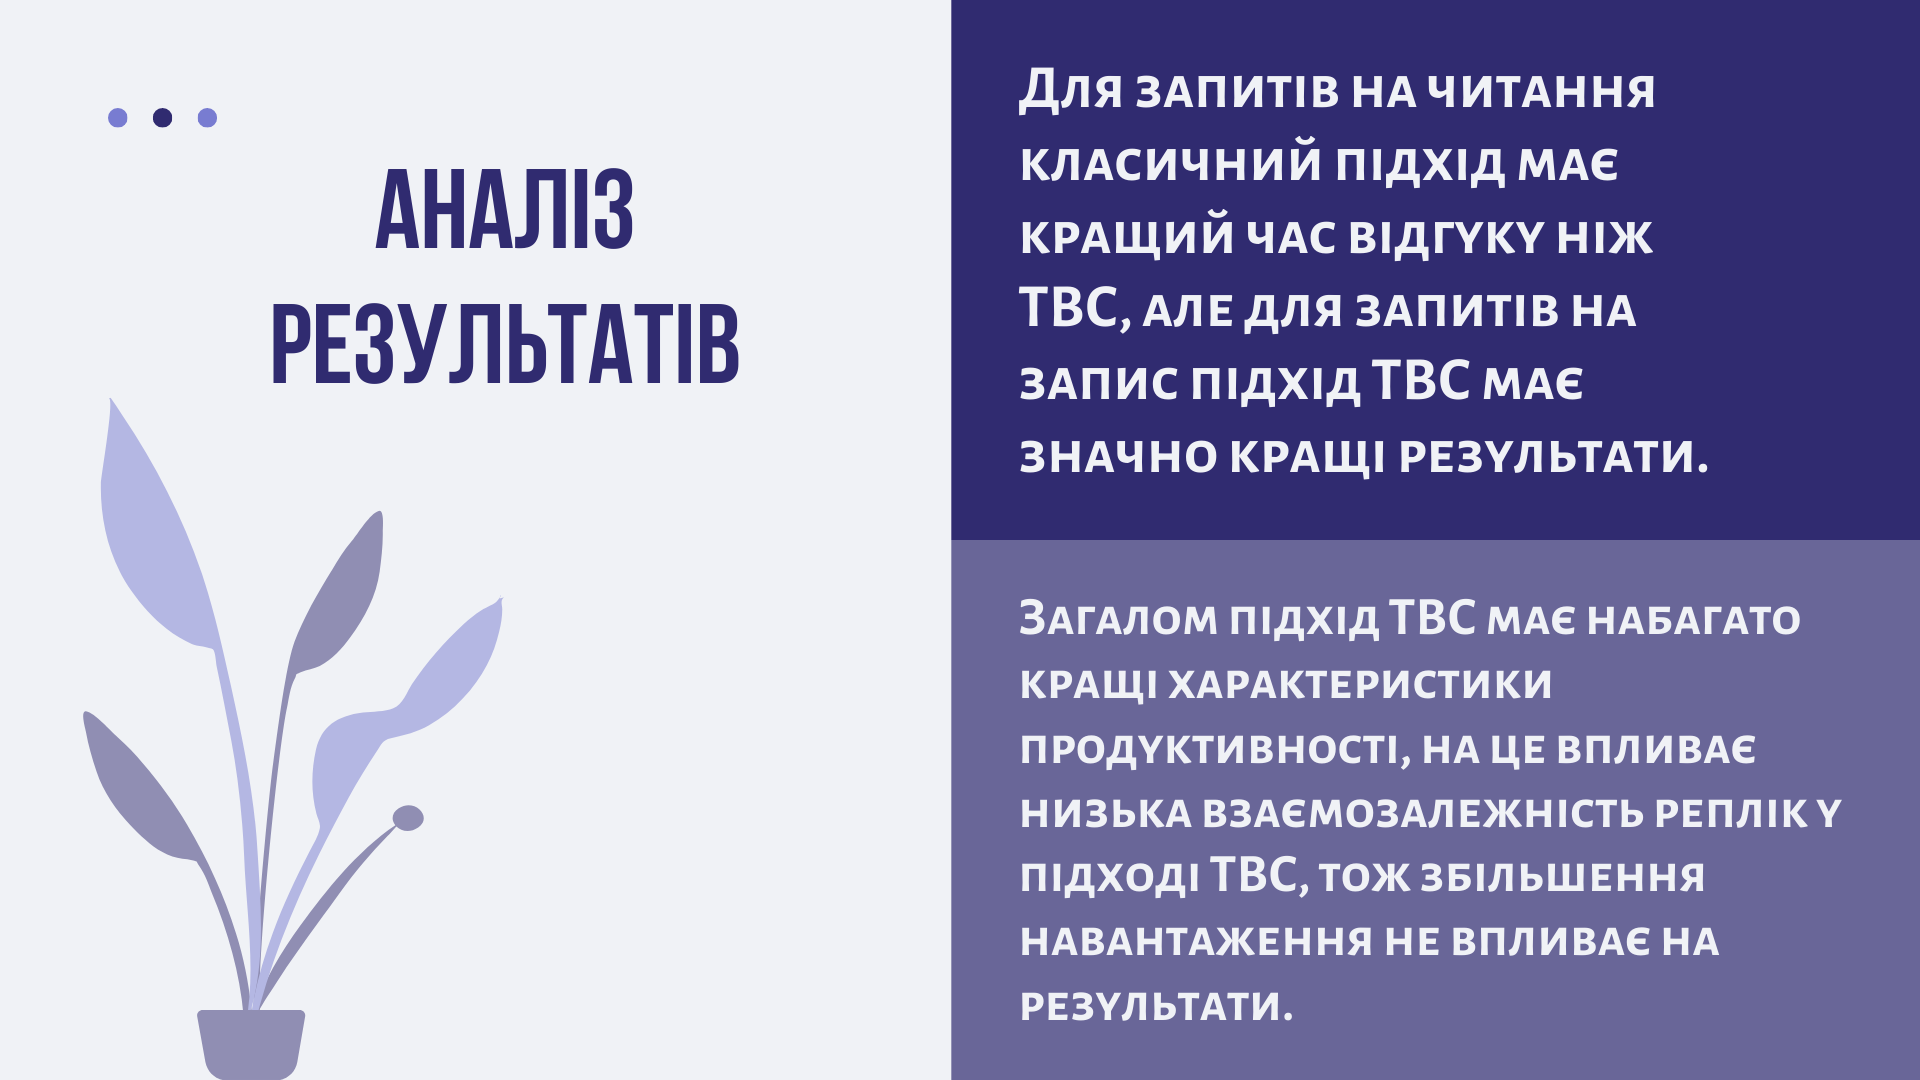 АНАЛІЗ
РЕЗУЛЬТАТІВ
Для запитів на читання
класичний підхід має
кращий час відгуку ніж
ТВС, але для запитів на
запис підхід ТВС має
значно кращі результати.
Загалом підхід ТВС має набагато
кращі характеристики
продуктивності, на це впливає
низька взаємозалежність реплік у
підході ТВС, тож збільшення
навантаження не впливає на
результати.